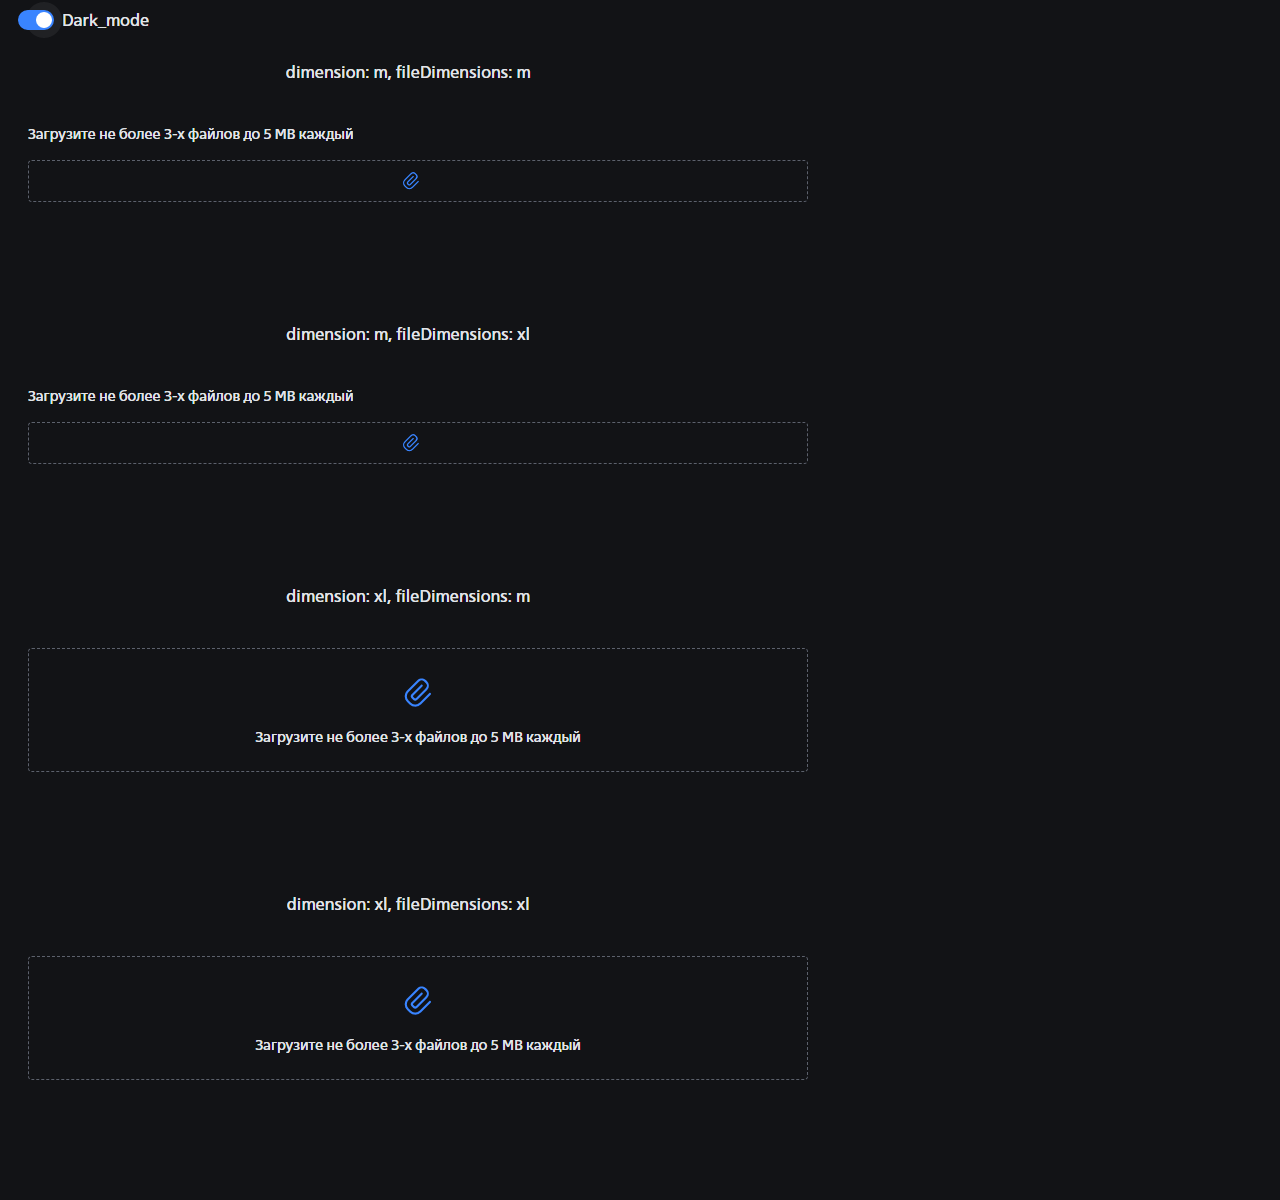 Dark_mode
dimension: m, fileDimensions: m
Загрузите не более 3-х файлов до 5 MB каждый
dimension: m, fileDimensions: xl
Загрузите не более 3-х файлов до 5 MB каждый
dimension: xl, fileDimensions: m
Загрузите не более 3-х файлов до 5 MB каждый
dimension: xl, fileDimensions: xl
Загрузите не более 3-х файлов до 5 MB каждый